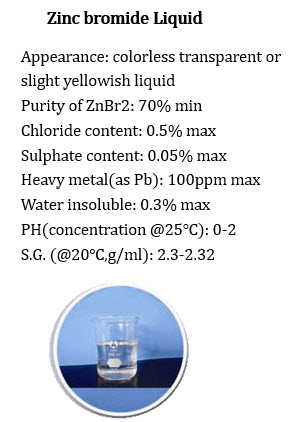 Zinc bromide Liquid
Appearance: colorless transparent or
slight yellowish liquid
Purity of ZnBr2: 70% min
Chloride content: 0.5% max
Sulphate content: 0.05% max
Heavy metal(as Pb): 100ppm max
Water insoluble: 0.3% max
PH(concentration @25°C): 0-2
S.G. (@20°C,g/ml): 2.3-2.32